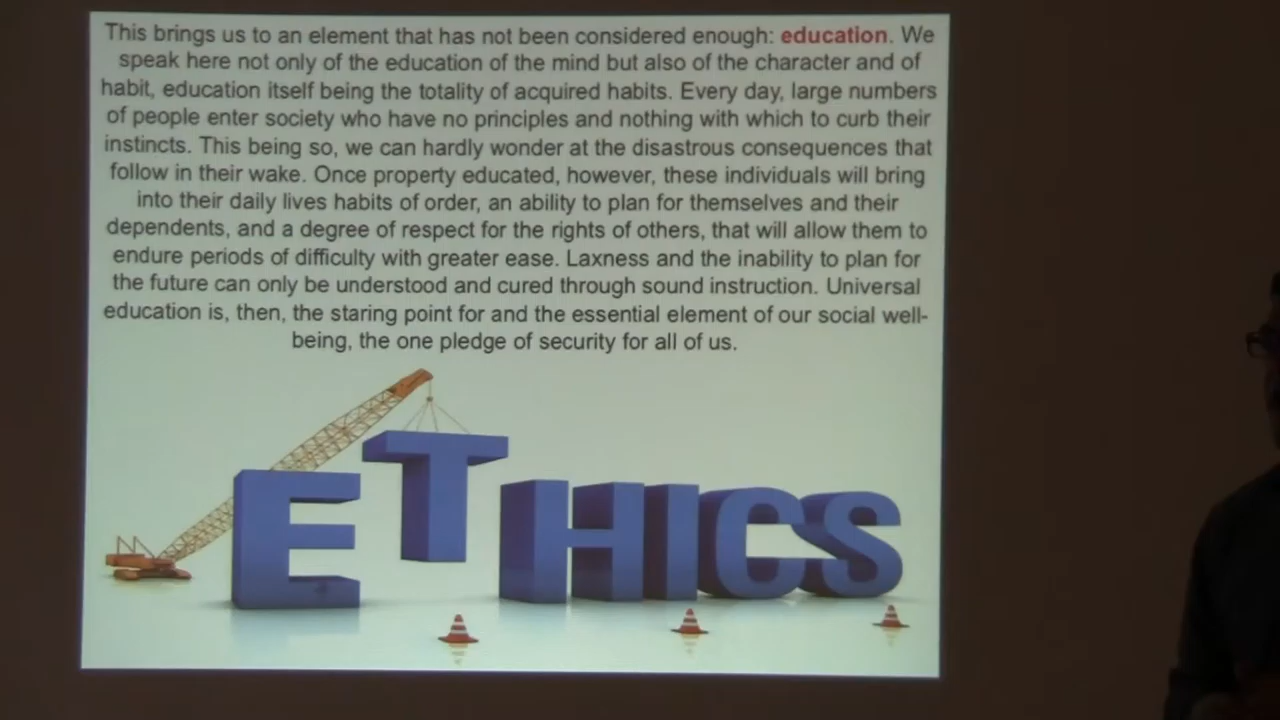 This brings us to an element that has not been considered enough: education. We
speak here not only of the education of the mind but also of the character and of
habit, education itself being the totality of acquired habits. Every day, large numbers
of people enter society who have no principles and nothing with which to curb their
instincts. This being so, we can hardly wonder at the disastrous consequences that
follow in their wake. Once property educated, however, these individuals will bring
into their daily lives habits of order, an ability to plan for themselves and their
dependents, and a degree of respect for the rights of others, that will allow them to
endure periods of difficulty with greater ease. Laxness and the inability to plan for
the future can only be understood and cured through sound instruction. Universal
education is, then, the staring point for and the essential element of our social well-
being, the one pledge of security for all of us.
ETHICS